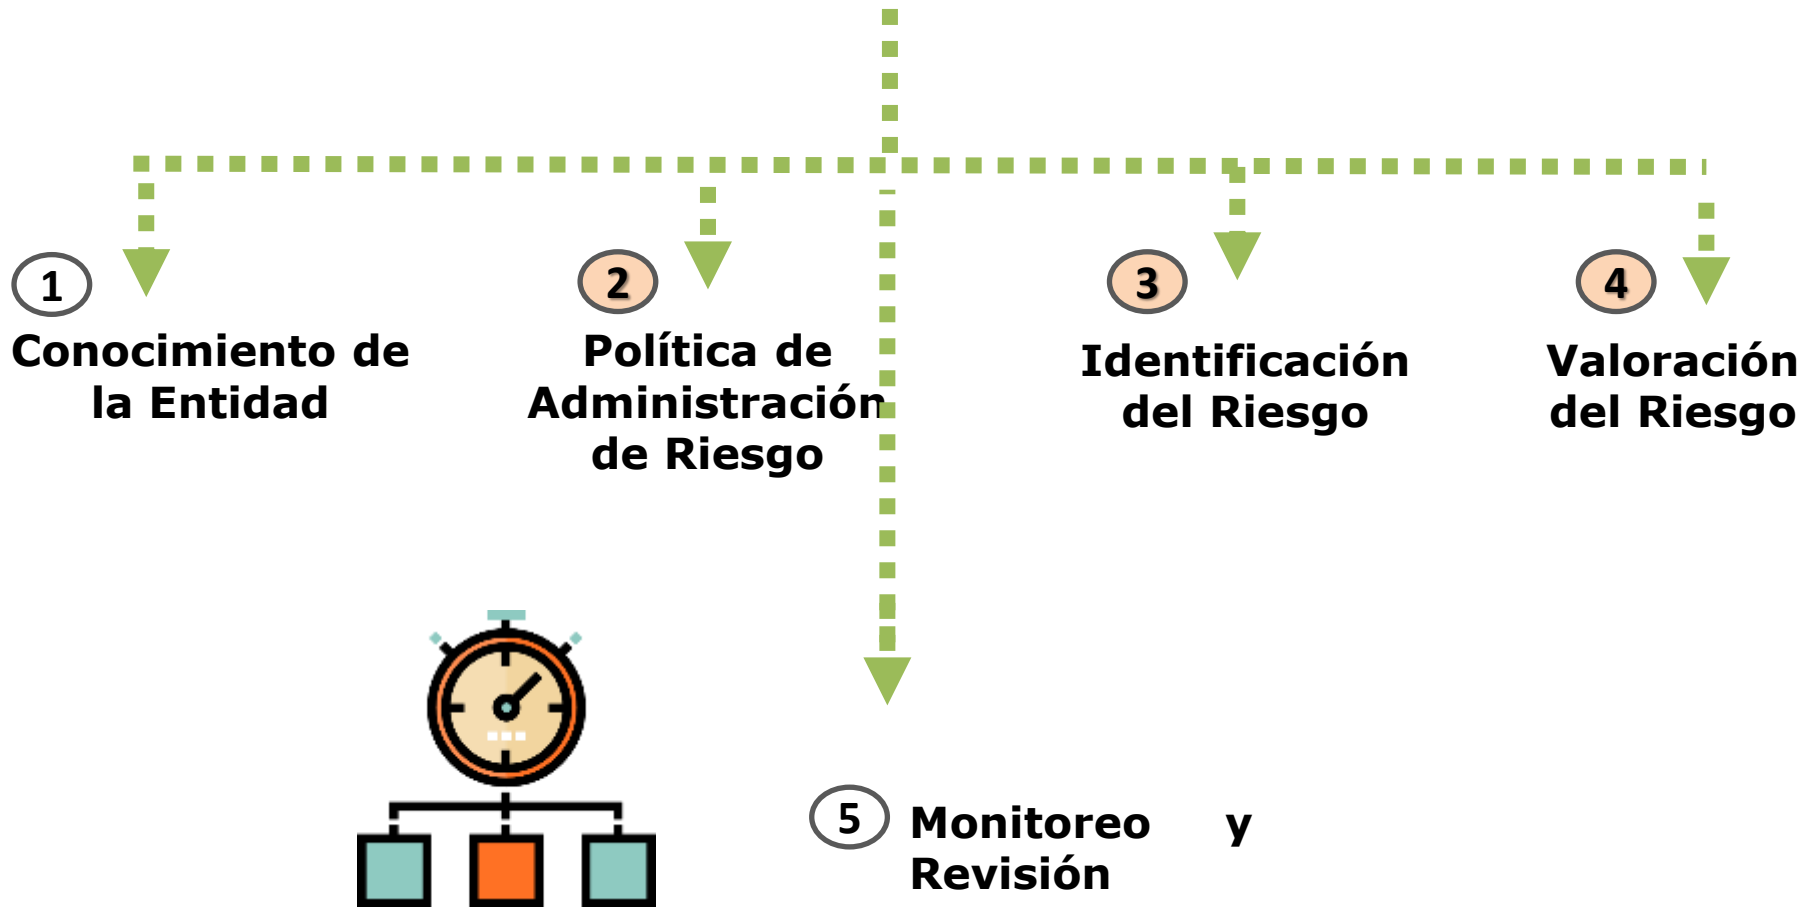 1
Conocimiento de
la Entidad
2
Política de
Administración
de Riesgo
3
Identificación
del Riesgo
4
Valoración
del Riesgo
5
Monitoreo y
Revisión